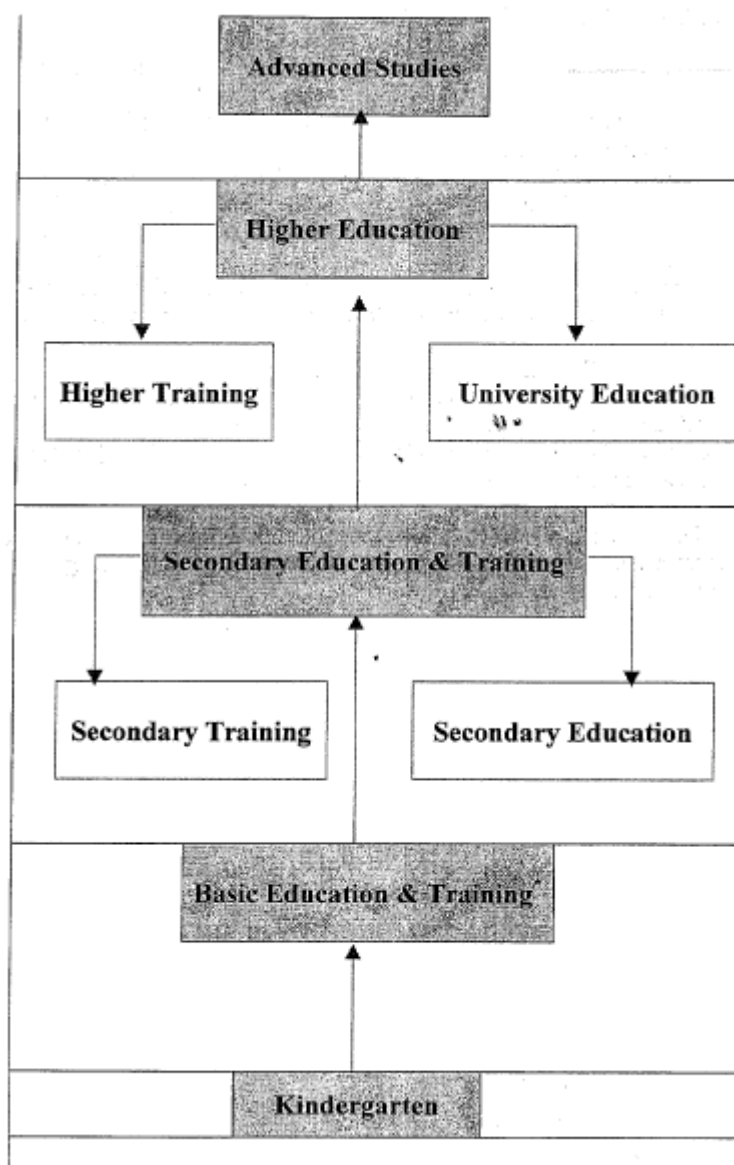 Advanced Studies
Higher Education
Higher Training
University Education
Secondary Education & Training
Secondary Training
Secondary Education
Basic Education & Training
Kindergarten